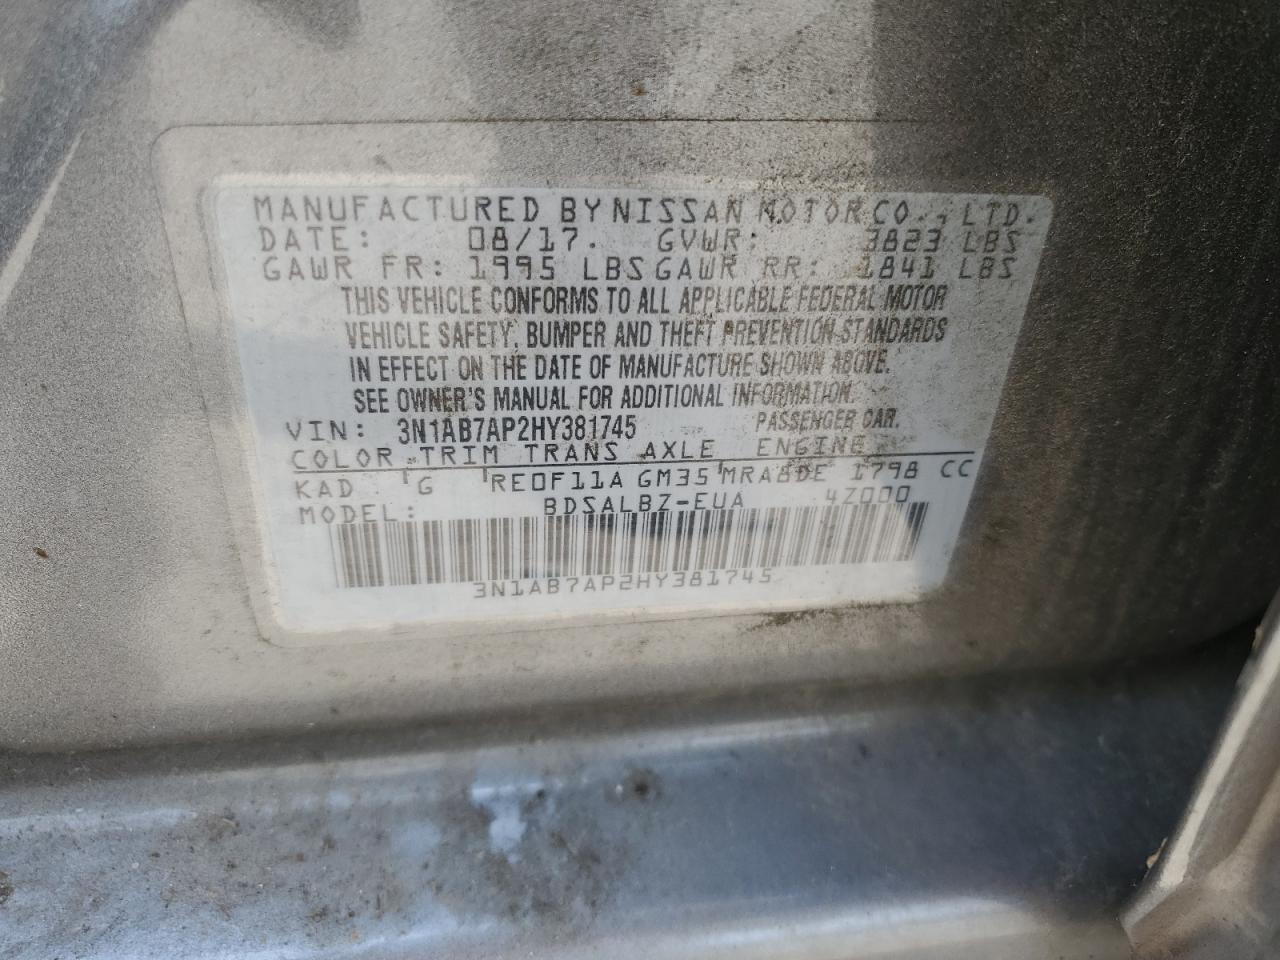 MANUFACTURED BY NISSAN MOTOR CO., LTD.
DATE: 08/17. GVWR: 3823 LBS
GAWR FR: 1995 LBS GAWR RR: 1841 LBS
THIS VEHICLE CONFORMS TO ALL APPLICABLE FEDERAL MOTOR
VEHICLE SAFETY, BUMPER AND THEFT PREVENTION STANDARDS
IN EFFECT ON THE DATE OF MANUFACTURE SHOWN ABOVE.
SEE OWNER'S MANUAL FOR ADDITIONAL INFORMATION.
VIN: 3N1AB7AP2HY381745 PASSENGER CAR.
COLOR TRIM TRANS AXLE ENGINE
KAD G RE0F11A GM35 MRA8DE 1798 CC
MODEL: BDSALBZ-EUA 4Z000
3N1AB7AP2HY381745